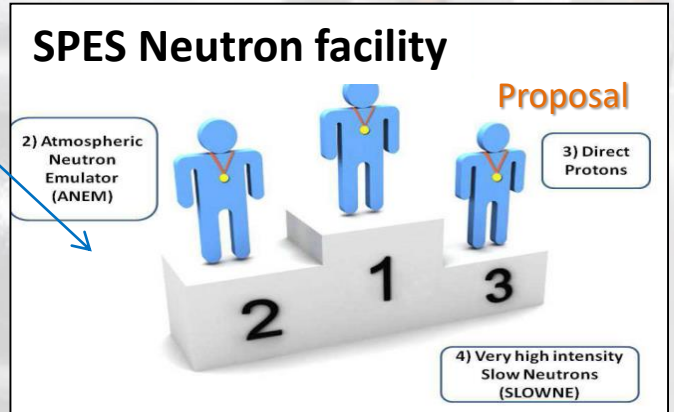 SPES Neutron facility
Proposal
2) Atmospheric
Neutron
Emulator
(ANEM)
3) Direct
Protons
2
1
3
4) Very high intensity
Slow Neutrons
(SLOWNE)